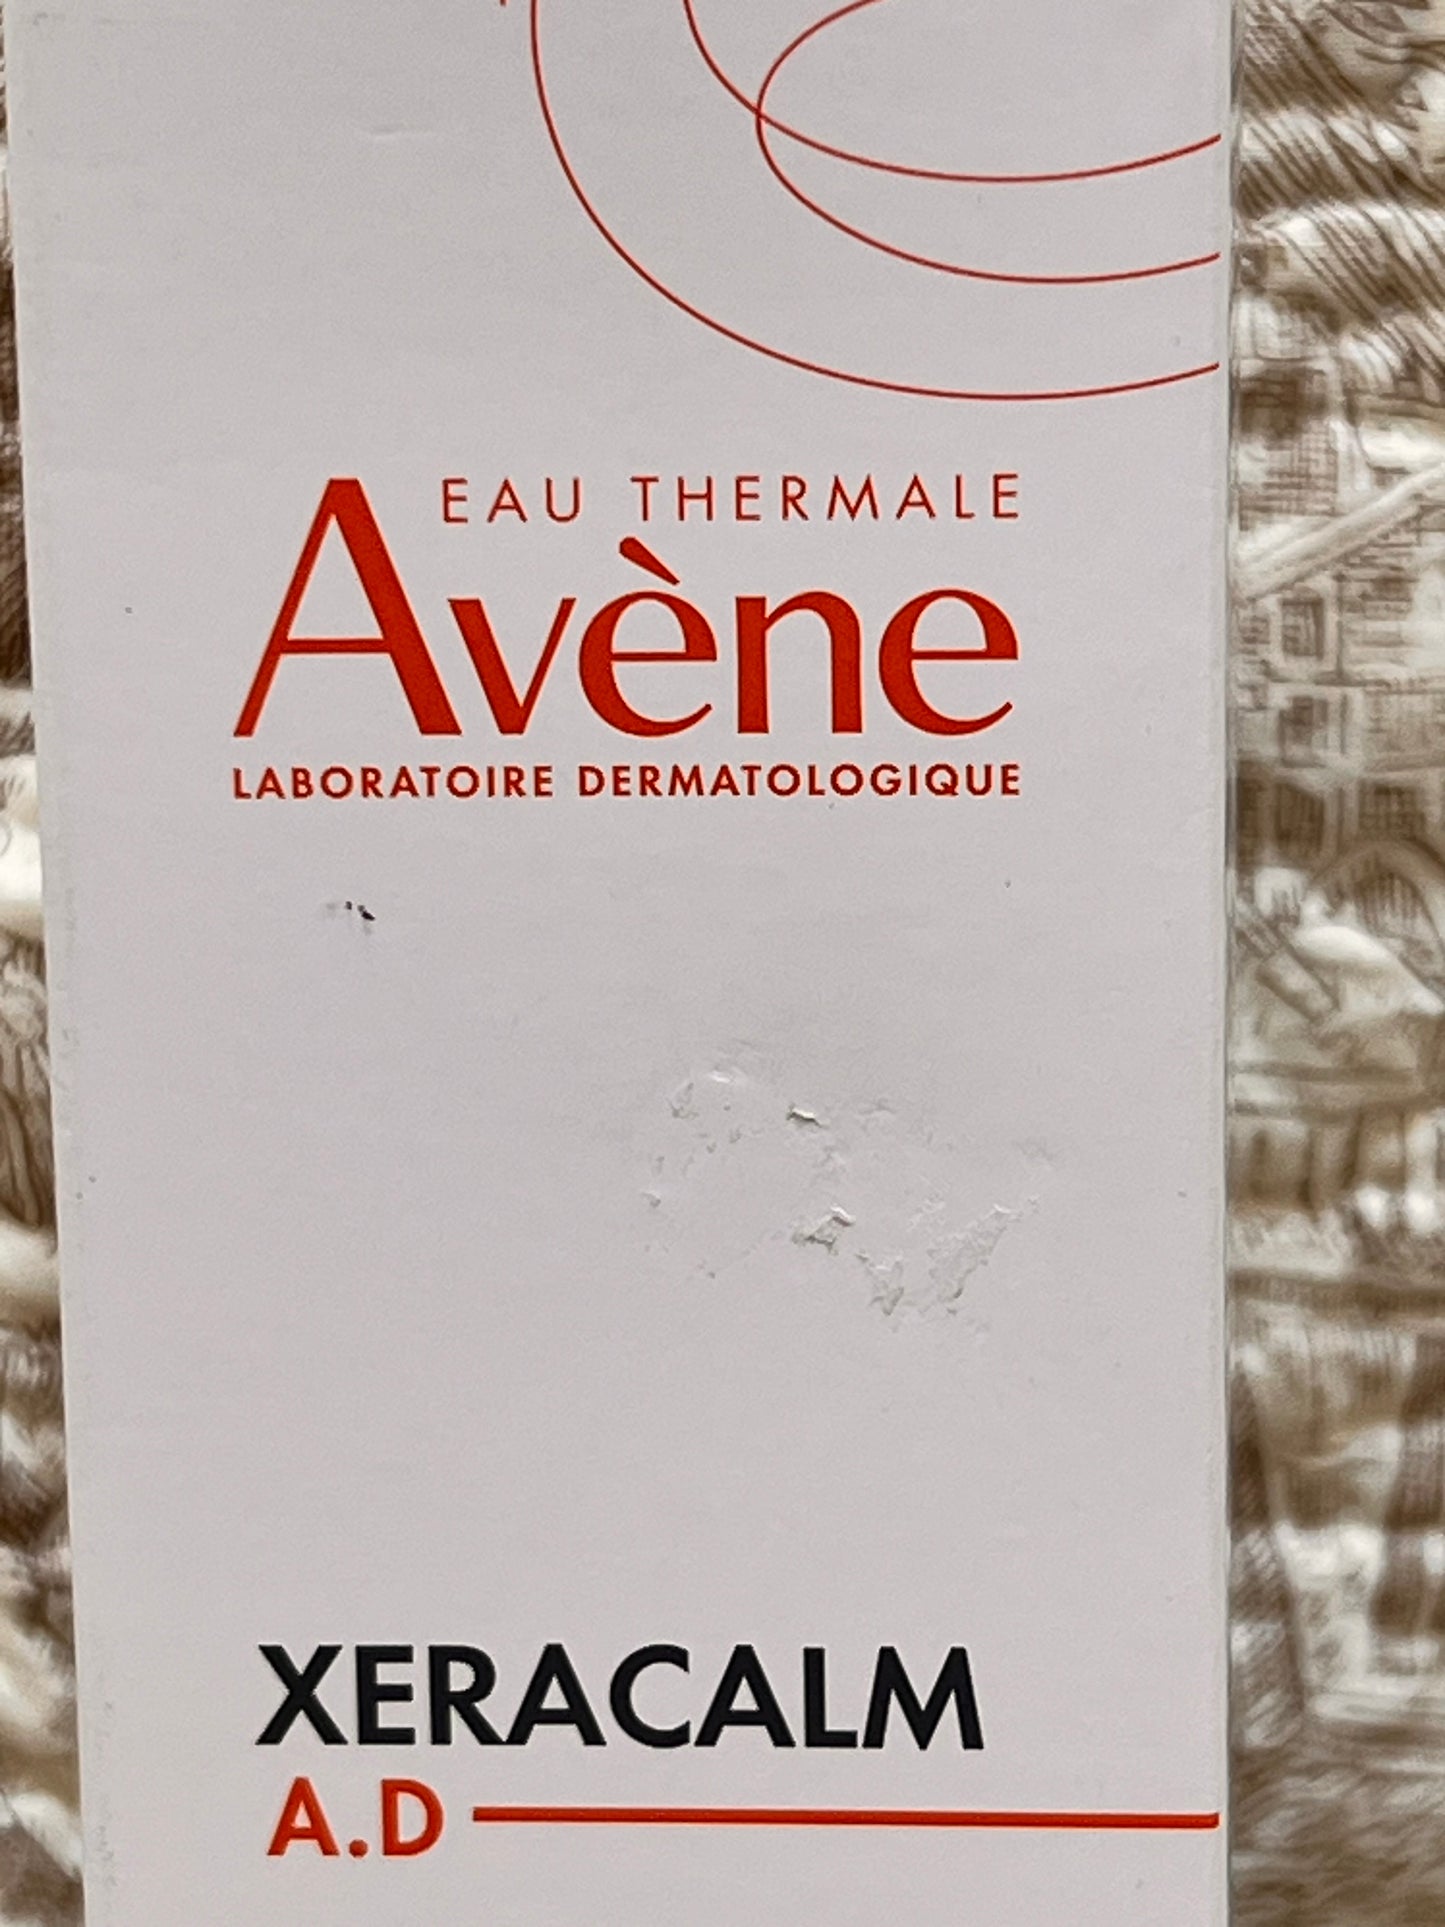 EAU THERMALE
Avène
LABORATOIRE DERMATOLOGIQUE
XERACALM
A.D